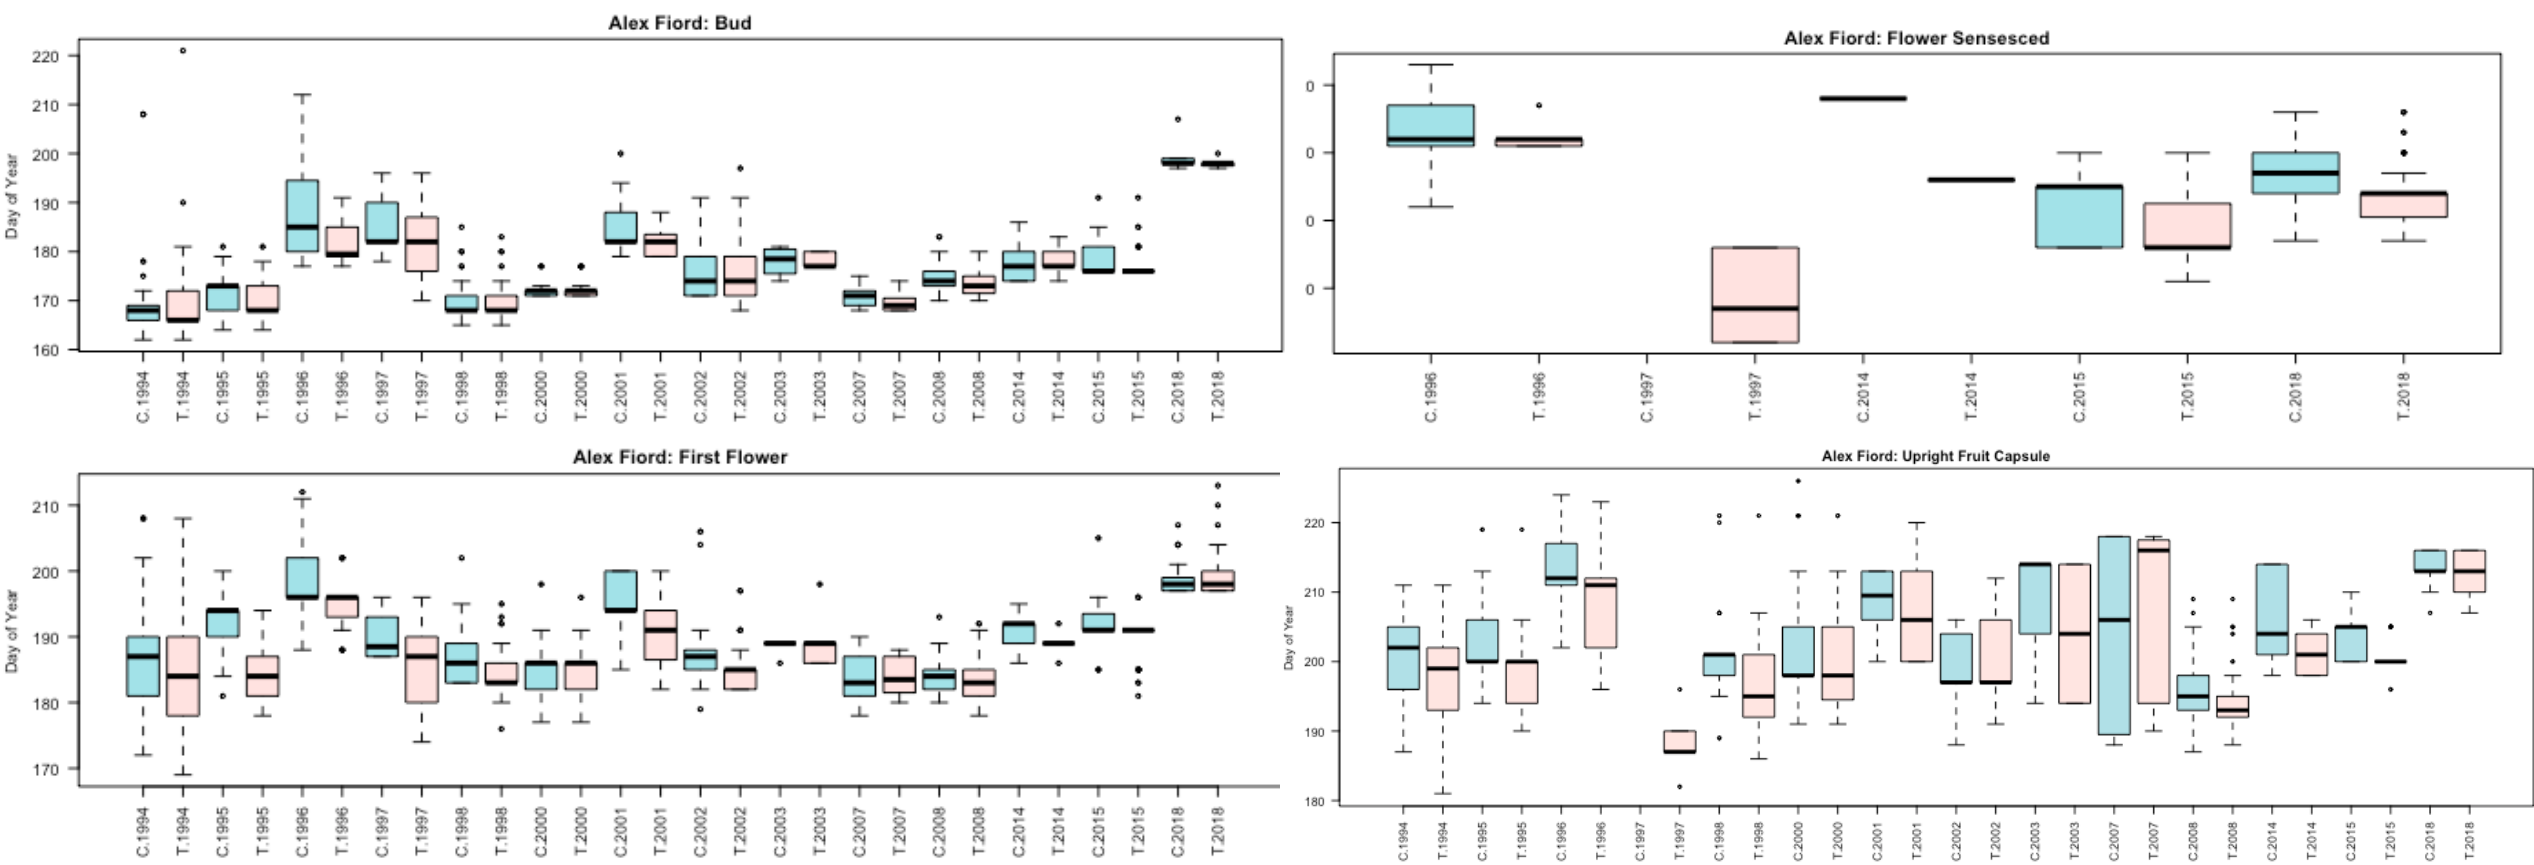 Alex Fiord: Bud
Day of Year
220
210
200
190
180
170
160
C.1994
T.1994
C.1995
T.1995
C.1996
T.1996
C.1997
T.1997
C.1998
T.1998
C.2000
T.2000
C.2001
T.2001
C.2002
T.2002
C.2003
T.2003
C.2007
T.2007
C.2008
T.2008
C.2014
T.2014
C.2015
T.2015
C.2018
T.2018
Alex Fiord: Flower Sensesced
0
0
0
0
C.1996
T.1996
C.1997
T.1997
C.2014
T.2014
C.2015
T.2015
C.2018
T.2018
Alex Fiord: First Flower
Day of Year
210
200
190
180
170
C.1994
T.1994
C.1995
T.1995
C.1996
T.1996
C.1997
T.1997
C.1998
T.1998
C.2000
T.2000
C.2001
T.2001
C.2002
T.2002
C.2003
T.2003
C.2007
T.2007
C.2008
T.2008
C.2014
T.2014
C.2015
T.2015
C.2018
T.2018
Alex Fiord: Upright Fruit Capsule
Day of Year
220
210
200
190
180
C.1994
T.1994
C.1995
T.1995
C.1996
T.1996
C.1997
T.1997
C.1998
T.1998
C.2000
T.2000
C.2001
T.2001
C.2002
T.2002
C.2003
T.2003
C.2007
T.2007
C.2008
T.2008
C.2014
T.2014
C.2015
T.2015
C.2018
T.2018